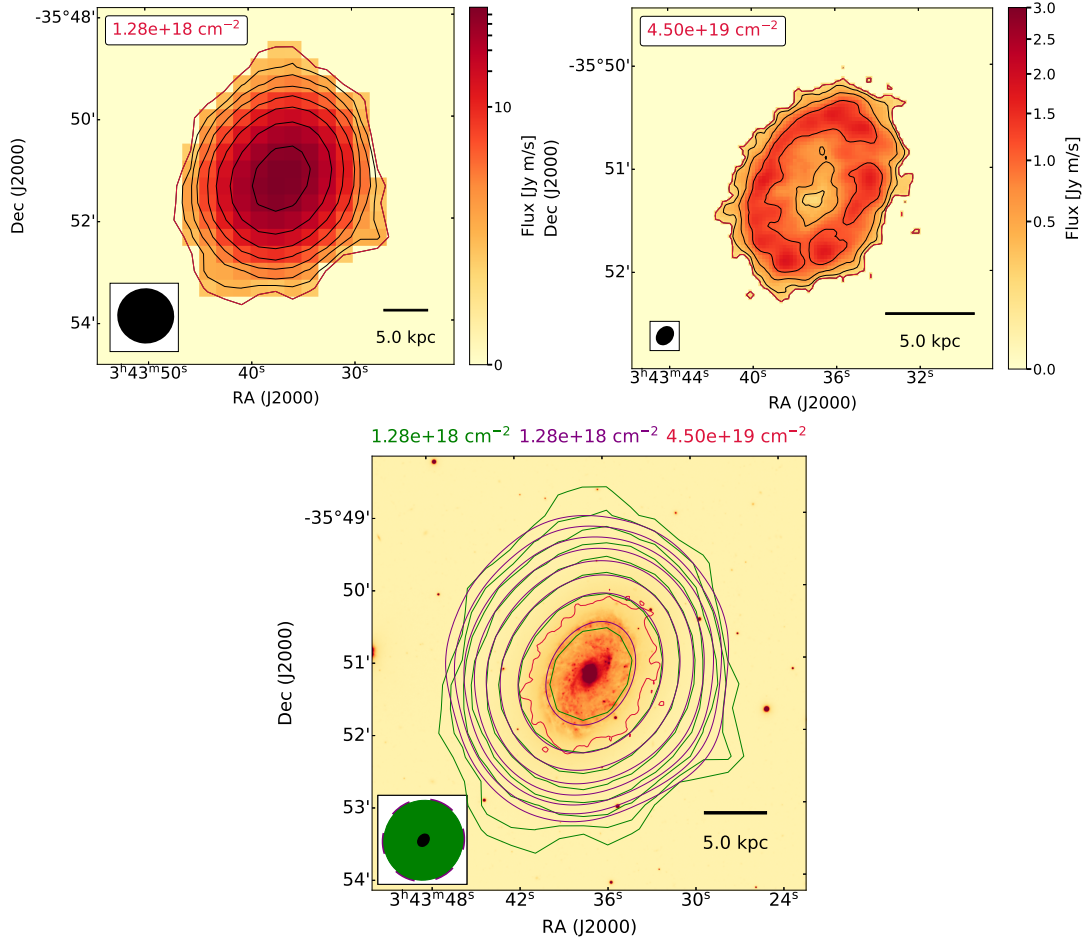 1.28e+18 cm⁻²
-35°48'
50'
52'
54'
Dec (J2000)
3ʰ43ᵐ50ˢ
40ˢ
30ˢ
RA (J2000)
5.0 kpc
10
0
Flux [Jy m/s]
4.50e+19 cm⁻²
-35°50'
51'
52'
Dec (J2000)
3ʰ43ᵐ44ˢ
40ˢ
36ˢ
32ˢ
RA (J2000)
5.0 kpc
3.0
2.5
2.0
1.5
1.0
0.5
0.0
Flux [Jy m/s]
1.28e+18 cm⁻² 1.28e+18 cm⁻² 4.50e+19 cm⁻²
-35°49'
50'
51'
52'
53'
54'
Dec (J2000)
5.0 kpc
3ʰ43ᵐ48ˢ
42ˢ
36ˢ
30ˢ
24ˢ
RA (J2000)